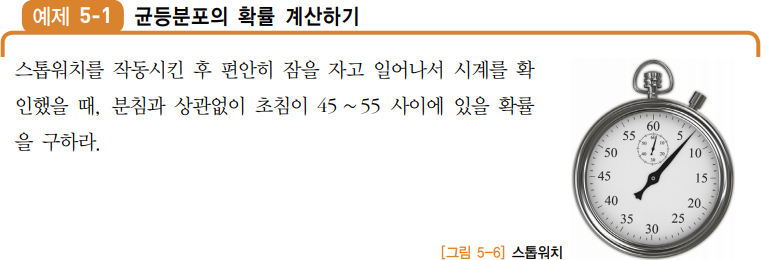 예제 5-1 균등분포의 확률 계산하기
스톱워치를 작동시킨 후 편안히 잠을 자고 일어나서 시계를 확
인했을 때, 분침과 상관없이 초침이 45 ~ 55 사이에 있을 확률
을 구하라.
60
55 5
50 10
45 15
40 20
35 25
30
[그림 5-6] 스톱워치